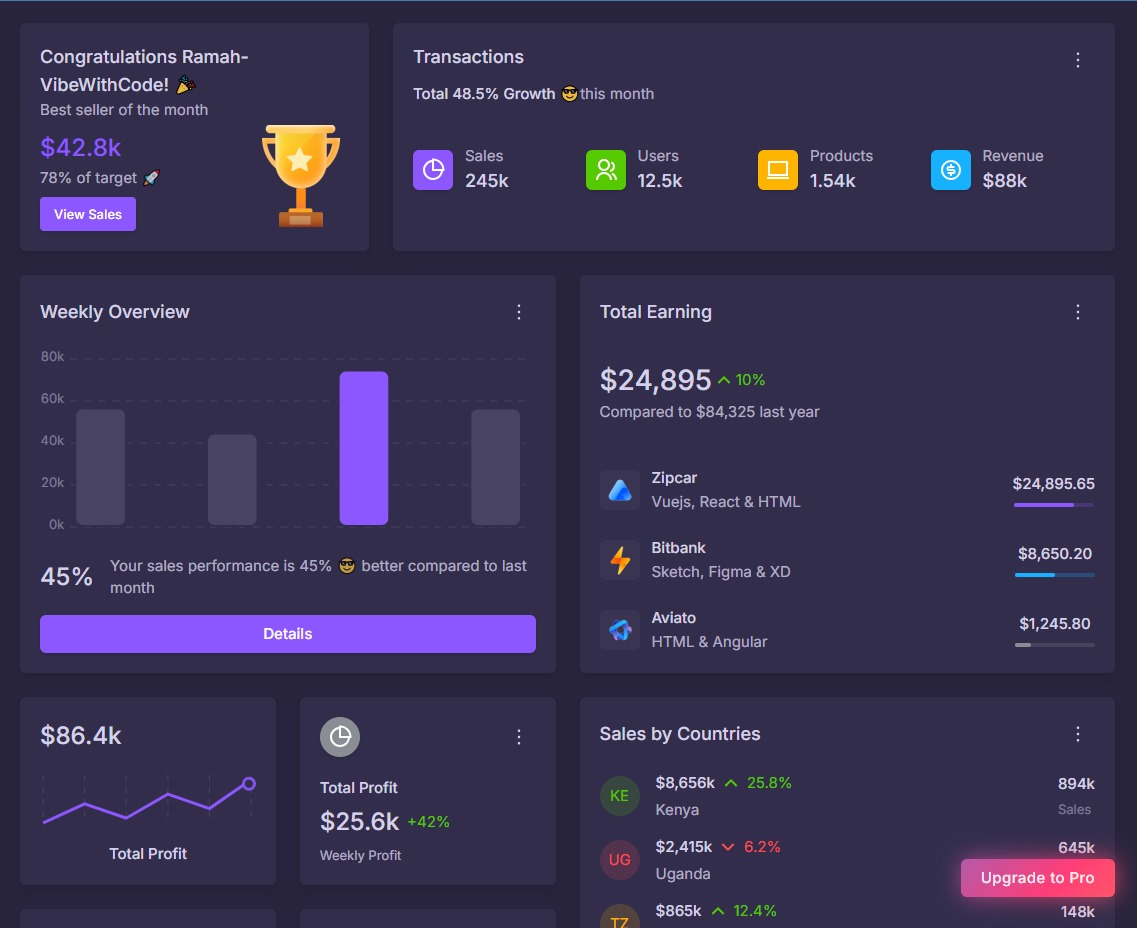 Congratulations Ramah-
VibeWithCode! 🎉
Best seller of the month
$42.8k
78% of target 🚀
View Sales
Transactions
Total 48.5% Growth 😎 this month
Sales
245k
Users
12.5k
Products
1.54k
Revenue
$88k
Weekly Overview
80k
60k
40k
20k
0k
45%
Your sales performance is 45% 😎 better compared to last
month
Details
Total Earning
$24,895 10%
Compared to $84,325 last year
Zipcar
Vuejs, React & HTML
$24,895.65
Bitbank
Sketch, Figma & XD
$8,650.20
Aviato
HTML & Angular
$1,245.80
$86.4k
Total Profit
Total Profit
$25.6k +42%
Weekly Profit
Sales by Countries
KE
$8,656k 25.8%
Kenya
894k
Sales
UG
$2,415k 6.2%
Uganda
645k
TZ
$865k 12.4%
148k
Upgrade to Pro